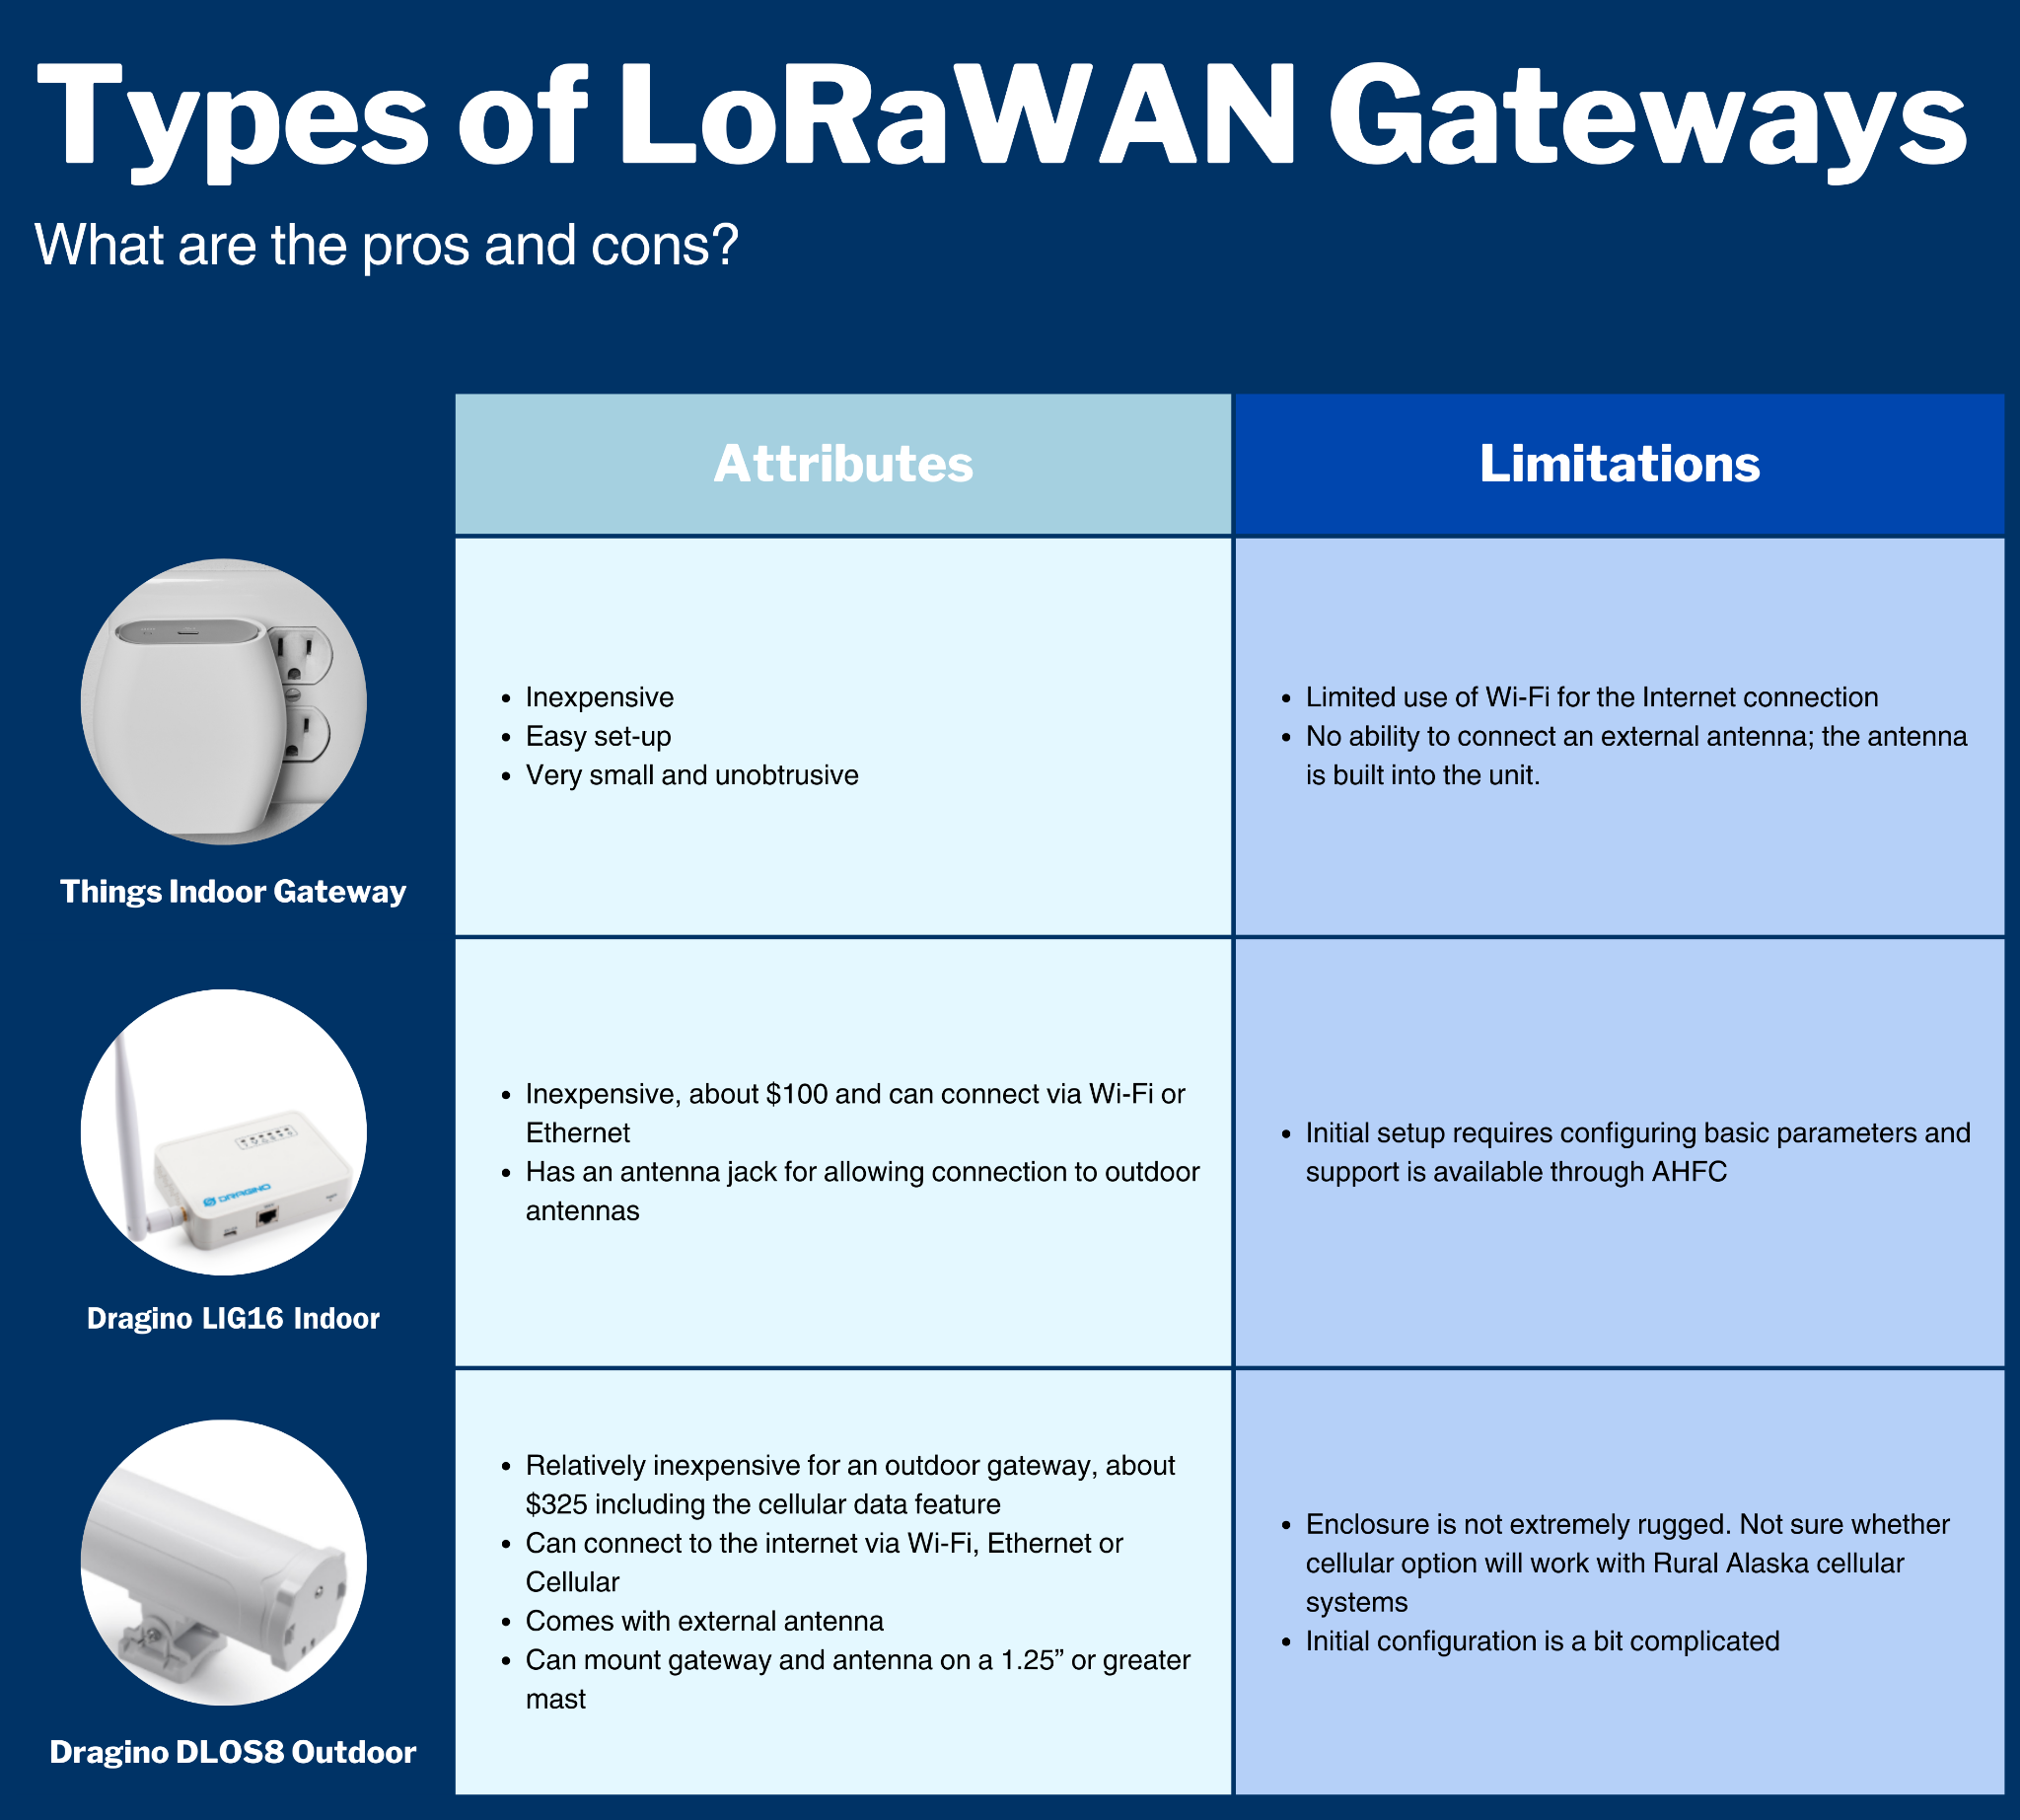 Types of LoRaWAN Gateways
What are the pros and cons?
Attributes
Limitations
Things Indoor Gateway
• Inexpensive
• Easy set-up
• Very small and unobtrusive
• Limited use of Wi-Fi for the Internet connection
• No ability to connect an external antenna; the antenna
is built into the unit.
DRAGINO
Dragino LIG16 Indoor
• Inexpensive, about $100 and can connect via Wi-Fi or
Ethernet
• Has an antenna jack for allowing connection to outdoor
antennas
• Initial setup requires configuring basic parameters and
support is available through AHFC
Dragino DLOS8 Outdoor
• Relatively inexpensive for an outdoor gateway, about
$325 including the cellular data feature
• Can connect to the internet via Wi-Fi, Ethernet or
Cellular
• Comes with external antenna
• Can mount gateway and antenna on a 1.25” or greater
mast
• Enclosure is not extremely rugged. Not sure whether
cellular option will work with Rural Alaska cellular
systems
• Initial configuration is a bit complicated